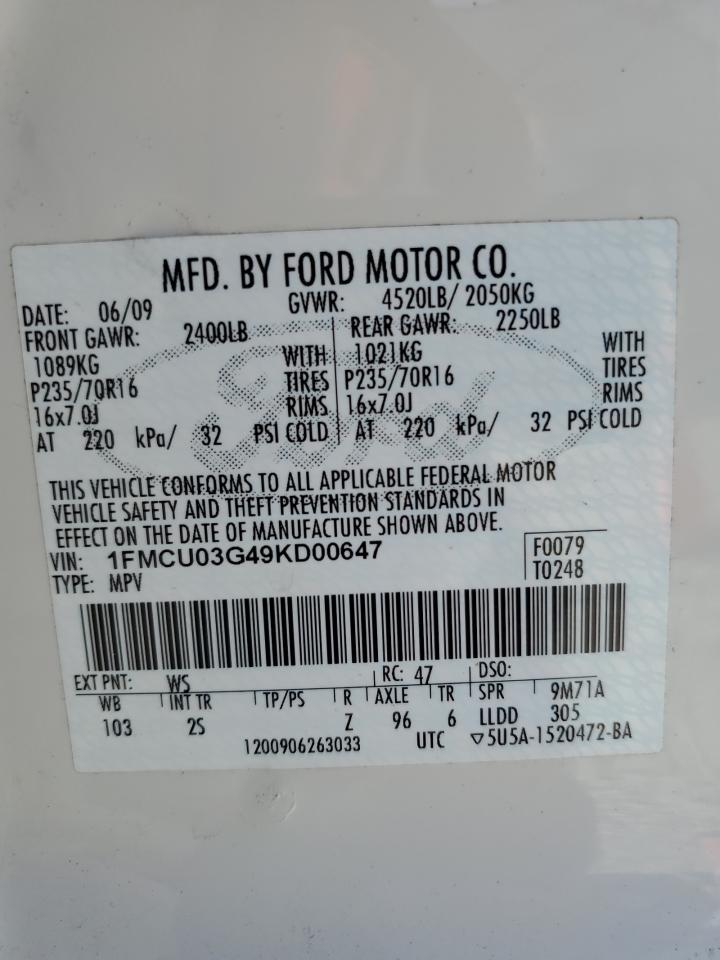 MFD. BY FORD MOTOR CO.
DATE: 06/09 GVWR: 4520LB/ 2050KG
FRONT GAWR: 2400LB REAR GAWR: 2250LB
1089KG WITH 1021KG WITH
P235/70R16 TIRES P235/70R16 TIRES
16x7.0J RIMS 16x7.0J RIMS
AT 220 kPa/ 32 PSI COLD AT 220 kPa/ 32 PSI COLD
Ford
THIS VEHICLE CONFORMS TO ALL APPLICABLE FEDERAL MOTOR
VEHICLE SAFETY AND THEFT PREVENTION STANDARDS IN
EFFECT ON THE DATE OF MANUFACTURE SHOWN ABOVE.
VIN: 1FMCU03G49KD00647 F0079
TYPE: MPV T0248
EXT PNT: WS RC: 47 DSO:
WB INT TR TP/PS R AXLE TR SPR 9M71A
103 2S Z 96 6 LLDD 305
1200906263033 UTC ▽5U5A-1520472-BA